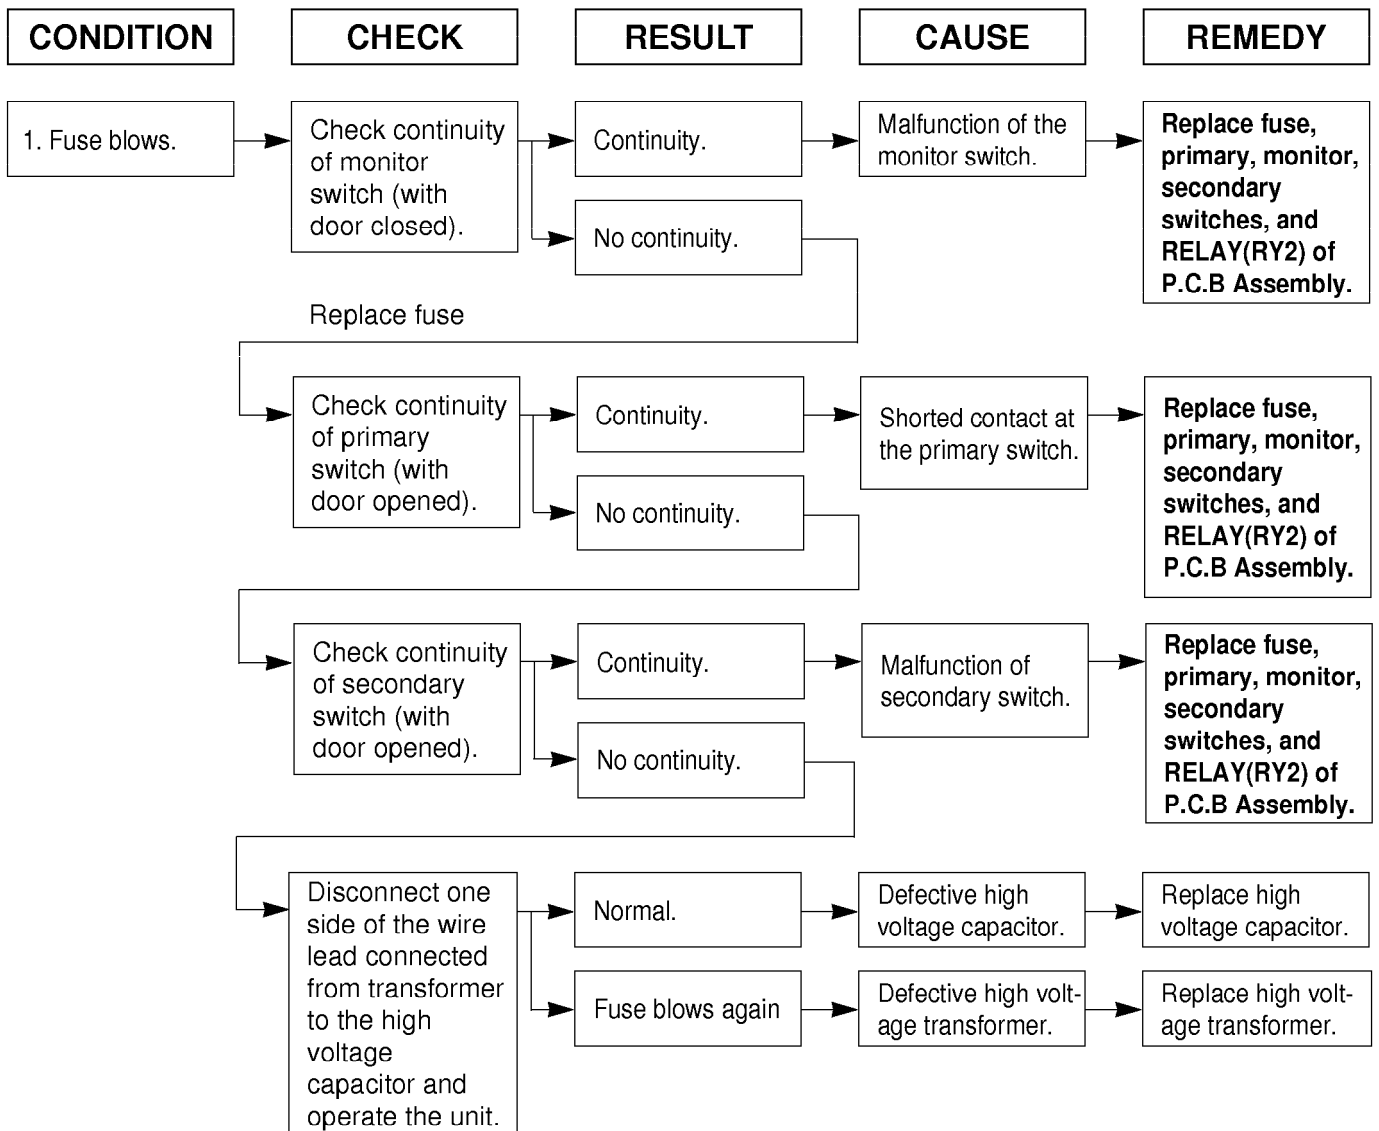 CONDITION
CHECK
RESULT
CAUSE
REMEDY
1. Fuse blows.
Check continuity
of monitor
switch (with
door closed).
Continuity.
Malfunction of the
monitor switch.
Replace fuse,
primary, monitor,
secondary
switches, and
RELAY(RY2) of
P.C.B Assembly.
No continuity.
Replace fuse
Check continuity
of primary
switch (with
door opened).
Continuity.
Shorted contact at
the primary switch.
Replace fuse,
primary, monitor,
secondary
switches, and
RELAY(RY2) of
P.C.B Assembly.
No continuity.
Check continuity
of secondary
switch (with
door opened).
Continuity.
Malfunction of
secondary switch.
Replace fuse,
primary, monitor,
secondary
switches, and
RELAY(RY2) of
P.C.B Assembly.
No continuity.
Disconnect one
side of the wire
lead connected
from transformer
to the high
voltage
capacitor and
operate the unit.
Normal.
Defective high
voltage capacitor.
Replace high
voltage capacitor.
Fuse blows again
Defective high volt-
age transformer.
Replace high volt-
age transformer.